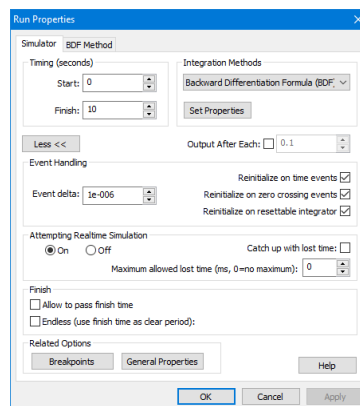 Run Properties
Simulator BDF Method
Timing (seconds)
Start: 0
Finish: 10
Integration Methods
Backward Differentiation Formula (BDF)
Set Properties
Less <<
Output After Each: 0.1
Event Handling
Event delta: 1e-006
Reinitialize on time events
Reinitialize on zero crossing events
Reinitialize on resettable integrator
Attempting Realtime Simulation
On Off
Catch up with lost time:
Maximum allowed lost time (ms, 0=no maximum): 0
Finish
Allow to pass finish time
Endless (use finish time as clear period):
Related Options
Breakpoints General Properties
Help
OK Cancel Apply